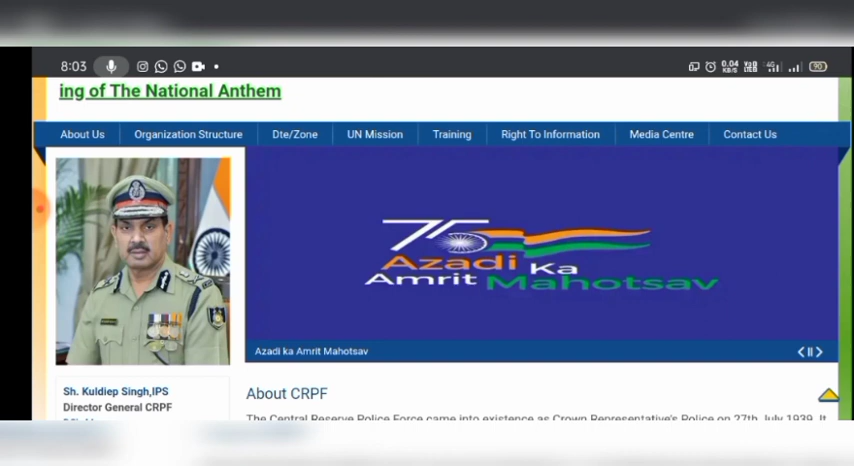 8:03
0.04 KB/S
4G
90
ing of The National Anthem
About Us
Organization Structure
Dte/Zone
UN Mission
Training
Right To Information
Media Centre
Contact Us
75
Azadi Ka
Amrit Mahotsav
Azadi ka Amrit Mahotsav
Sh. Kuldiep Singh,IPS
Director General CRPF
About CRPF
The Central Reserve Police Force came into existence as Crown Representative's Police on 27th July 1939. It